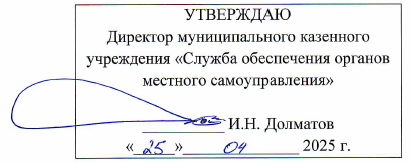 УТВЕРЖДАЮ
Директор муниципального казенного
учреждения «Служба обеспечения органов
местного самоуправления»
И.Н. Долматов
«25» 04 2025 г.